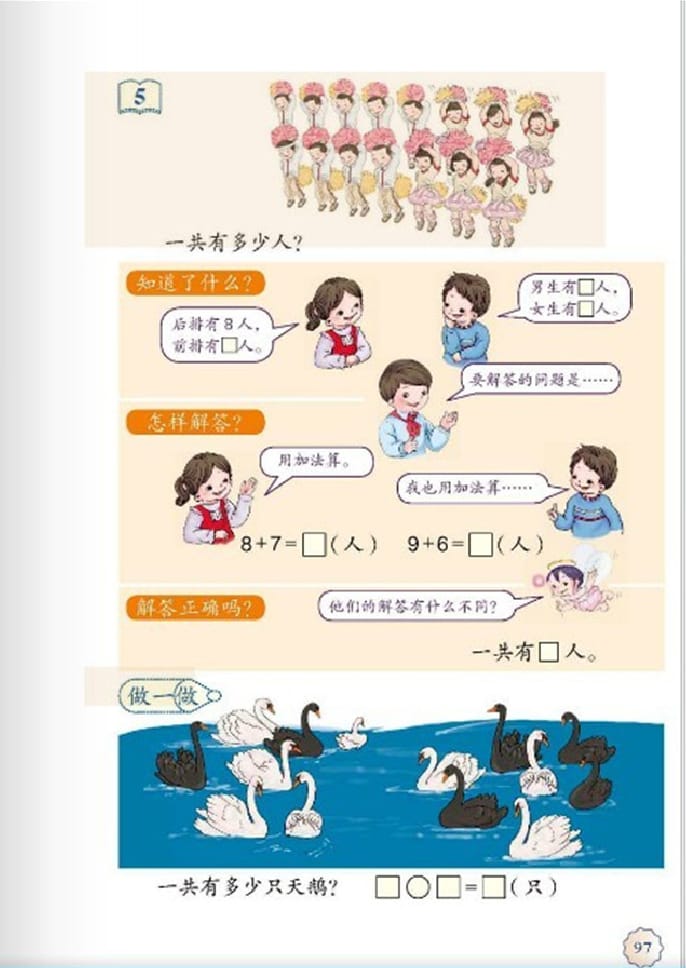 5
一共有多少人?
知道了什么?
后排有8人,
前排有□人。
男生有□人,
女生有□人。
要解答的问题是……
怎样解答?
用加法算。
我也用加法算……
8+7=□(人) 9+6=□(人)
解答正确吗?
他们的解答有什么不同?
一共有□人。
做一做
一共有多少只天鹅? □○□=□(只)
97